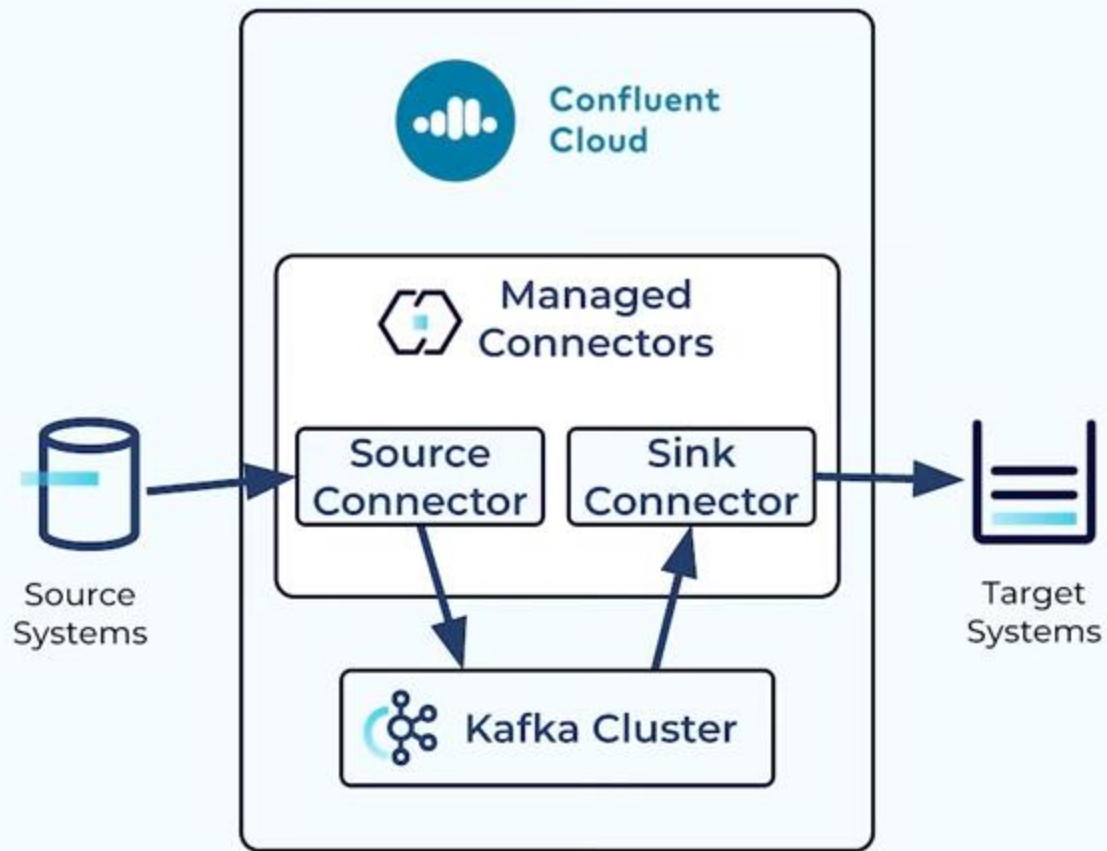 Confluent
Cloud
Managed
Connectors
Source
Connector
Sink
Connector
Source
Systems
Target
Systems
Kafka Cluster